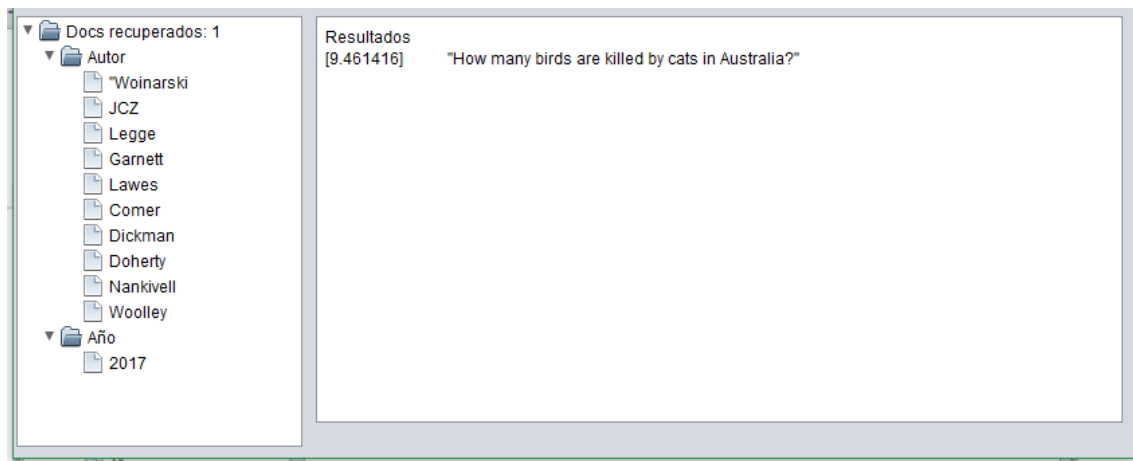 Docs recuperados: 1
Autor
"Woinarski
JCZ
Legge
Garnett
Lawes
Comer
Dickman
Doherty
Nankivell
Woolley
Año
2017
Resultados
[9.461416] "How many birds are killed by cats in Australia?"